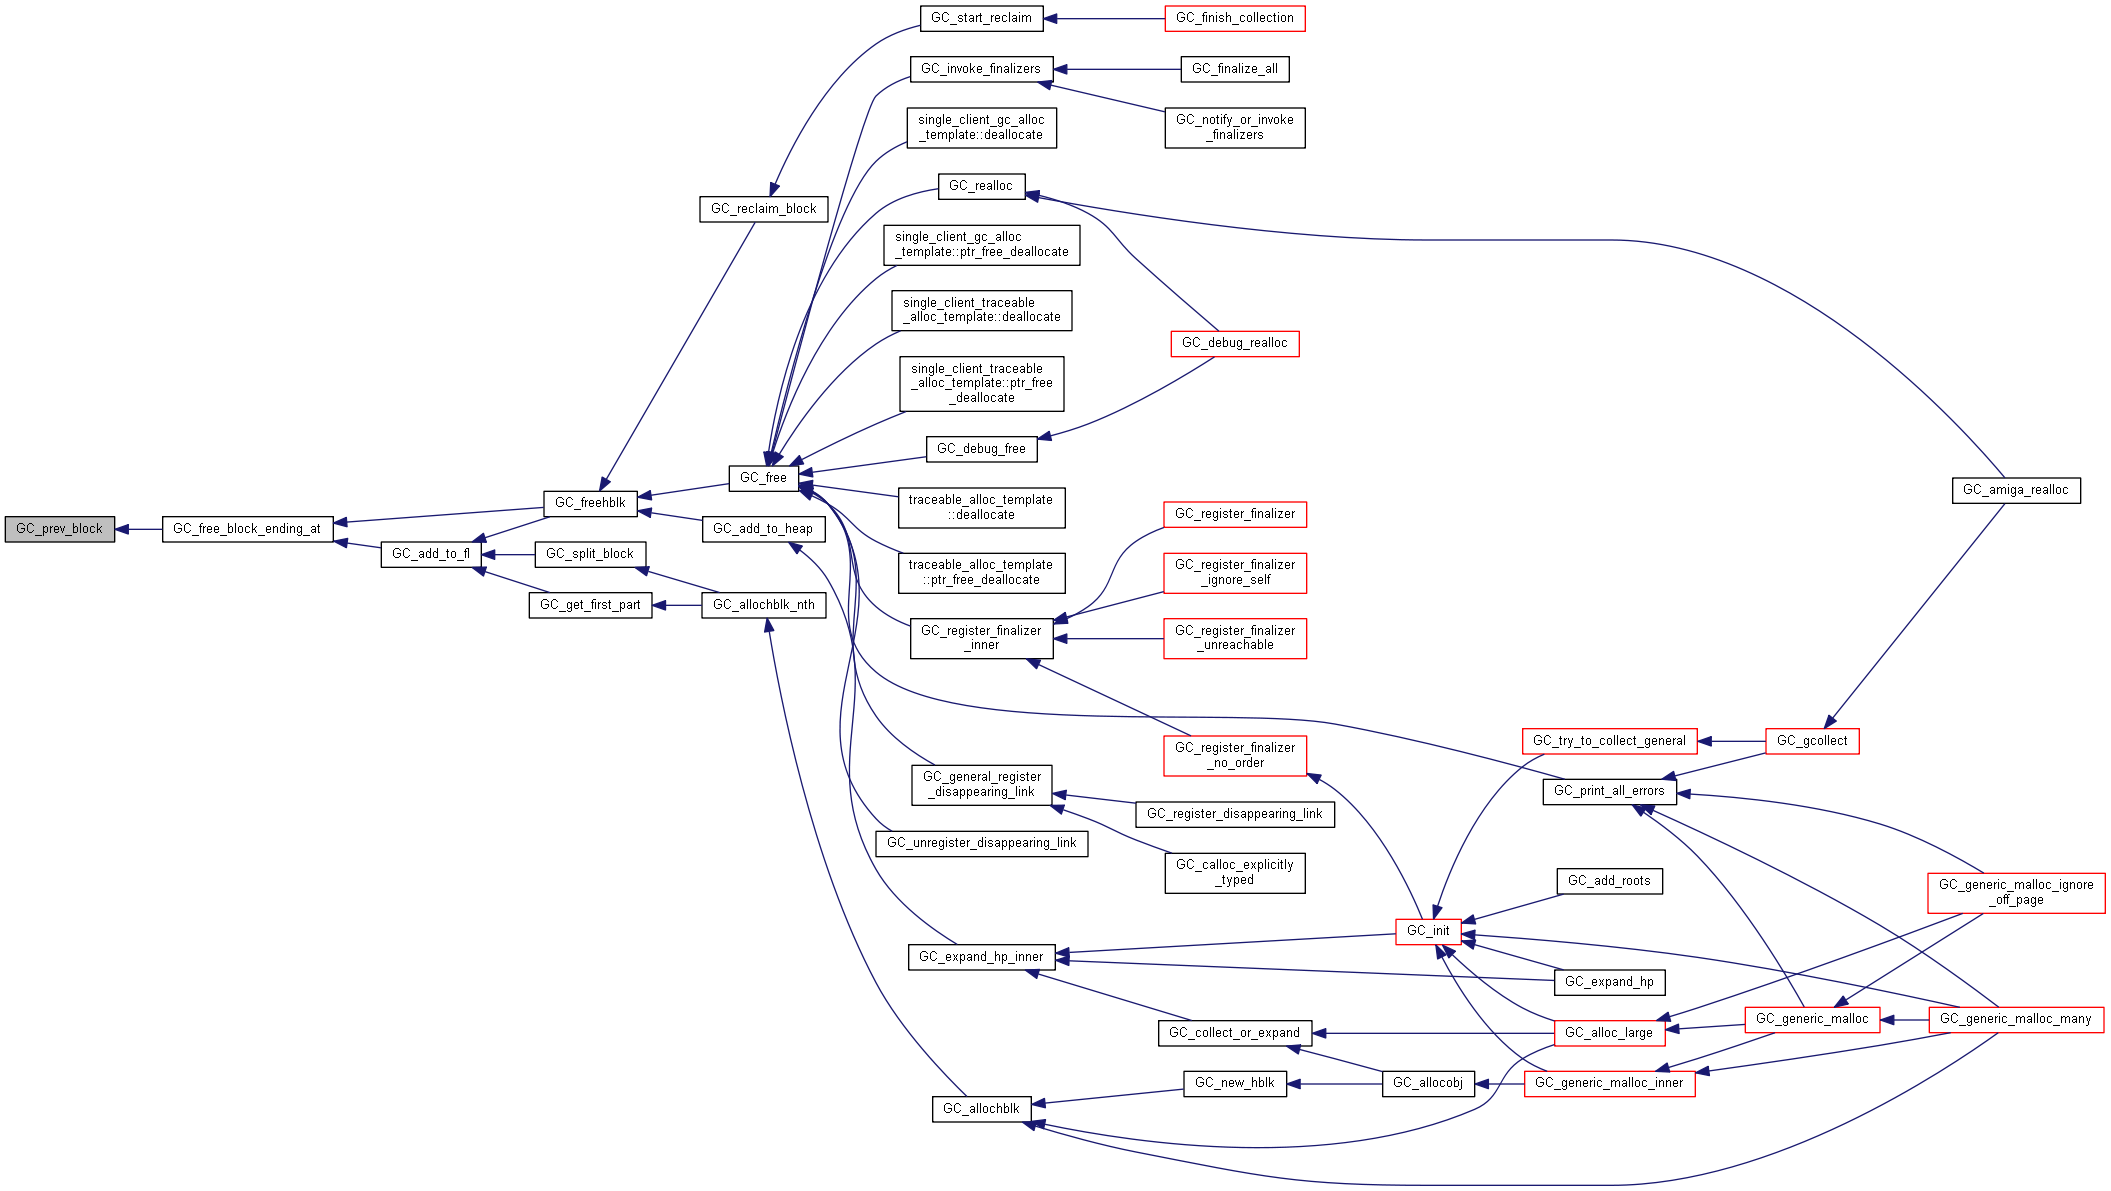 GC_start_reclaim
GC_finish_collection
GC_invoke_finalizers
GC_finalize_all
single_client_gc_alloc
_template::deallocate
GC_notify_or_invoke
_finalizers
GC_realloc
GC_reclaim_block
single_client_gc_alloc
_template::ptr_free_deallocate
single_client_traceable
_alloc_template::deallocate
GC_debug_realloc
single_client_traceable
_alloc_template::ptr_free
_deallocate
GC_debug_free
GC_free
GC_amiga_realloc
GC_freehblk
traceable_alloc_template
::deallocate
GC_register_finalizer
GC_prev_block
GC_free_block_ending_at
GC_add_to_heap
GC_add_to_fl
GC_split_block
traceable_alloc_template
::ptr_free_deallocate
GC_register_finalizer
_ignore_self
GC_get_first_part
GC_allochblk_nth
GC_register_finalizer
_inner
GC_register_finalizer
_unreachable
GC_register_finalizer
_no_order
GC_try_to_collect_general
GC_gcollect
GC_general_register
_disappearing_link
GC_print_all_errors
GC_register_disappearing_link
GC_unregister_disappearing_link
GC_calloc_explicitly
_typed
GC_add_roots
GC_generic_malloc_ignore
_off_page
GC_init
GC_expand_hp_inner
GC_expand_hp
GC_collect_or_expand
GC_alloc_large
GC_generic_malloc
GC_generic_malloc_many
GC_new_hblk
GC_allocobj
GC_generic_malloc_inner
GC_allochblk